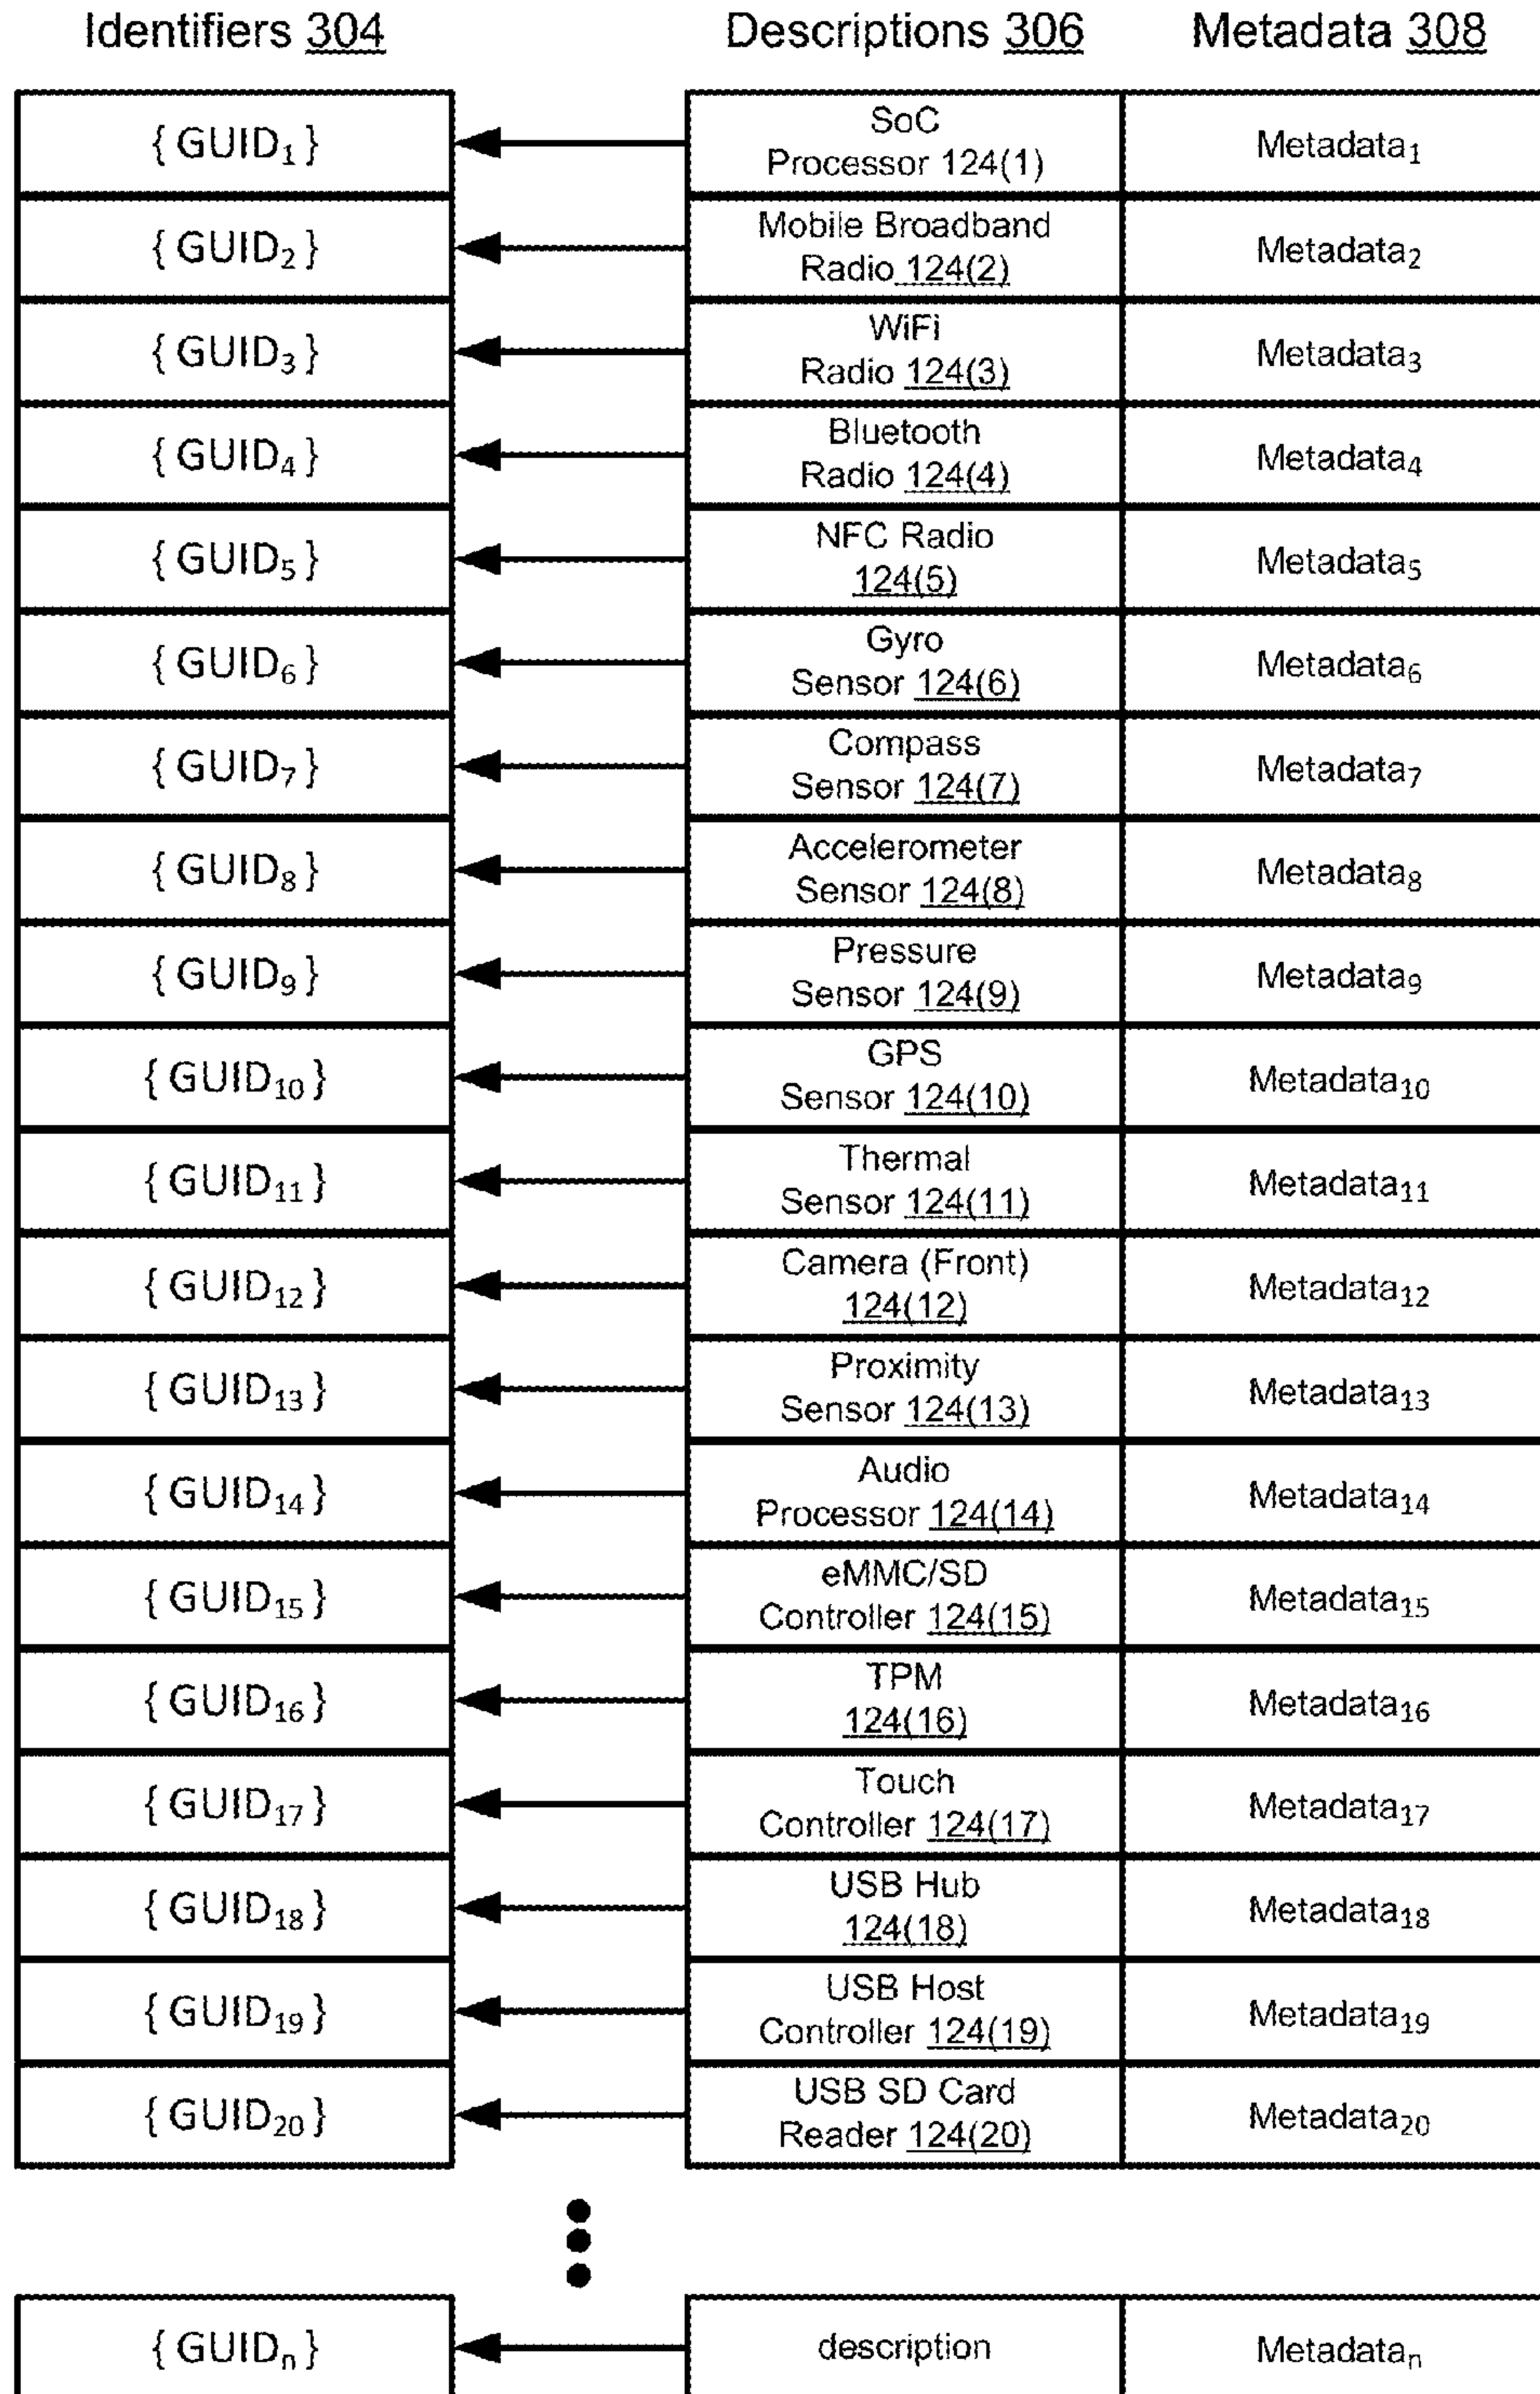 Identifiers 304 Descriptions 306 Metadata 308
{ GUID₁ } SoC Processor 124(1) Metadata₁
{ GUID₂ } Mobile Broadband Radio 124(2) Metadata₂
{ GUID₃ } WiFi Radio 124(3) Metadata₃
{ GUID₄ } Bluetooth Radio 124(4) Metadata₄
{ GUID₅ } NFC Radio 124(5) Metadata₅
{ GUID₆ } Gyro Sensor 124(6) Metadata₆
{ GUID₇ } Compass Sensor 124(7) Metadata₇
{ GUID₈ } Accelerometer Sensor 124(8) Metadata₈
{ GUID₉ } Pressure Sensor 124(9) Metadata₉
{ GUID₁₀ } GPS Sensor 124(10) Metadata₁₀
{ GUID₁₁ } Thermal Sensor 124(11) Metadata₁₁
{ GUID₁₂ } Camera (Front) 124(12) Metadata₁₂
{ GUID₁₃ } Proximity Sensor 124(13) Metadata₁₃
{ GUID₁₄ } Audio Processor 124(14) Metadata₁₄
{ GUID₁₅ } eMMC/SD Controller 124(15) Metadata₁₅
{ GUID₁₆ } TPM 124(16) Metadata₁₆
{ GUID₁₇ } Touch Controller 124(17) Metadata₁₇
{ GUID₁₈ } USB Hub 124(18) Metadata₁₈
{ GUID₁₉ } USB Host Controller 124(19) Metadata₁₉
{ GUID₂₀ } USB SD Card Reader 124(20) Metadata₂₀
{ GUIDₙ } description Metadataₙ